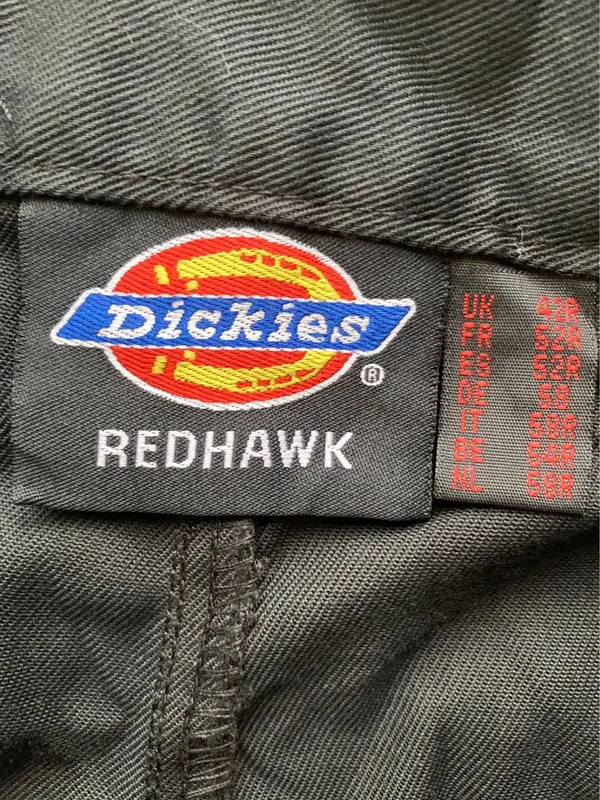 Dickies
®
REDHAWK
UK 42R
FR 52R
ES 52R
DE 58
IT 58R
BE 54R
NL 58R